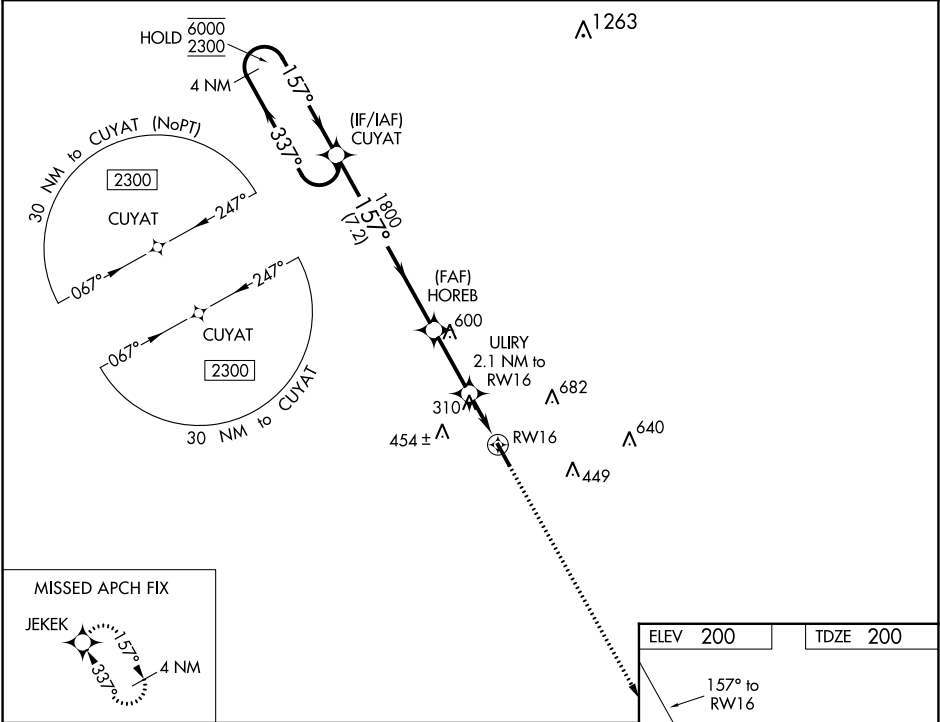 HOLD 6000
2300
4 NM
157°
337°
(IF/IAF)
CUYAT
1263
30 NM to CUYAT (NoPT)
2300
CUYAT
247°
067°
1800
157°
(7.2)
247°
067°
CUYAT
2300
30 NM to CUYAT
(FAF)
HOREB
600
ULIRY
2.1 NM to
RW16
310
682
454 ±
RW16
640
449
MISSED APCH FIX
JEKEK
157°
337°
4 NM
ELEV 200
TDZE 200
157° to
RW16